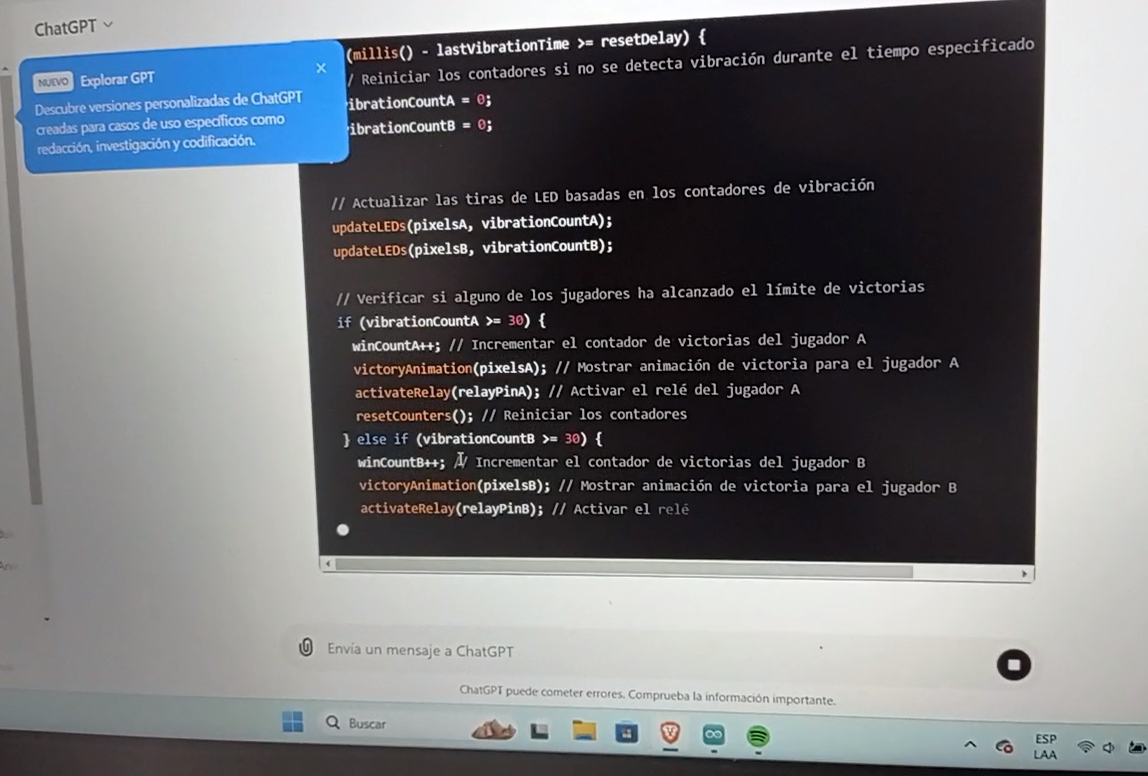 ChatGPT
NUEVO Explorar GPT
Descubre versiones personalizadas de ChatGPT
creadas para casos de uso específicos como
redacción, investigación y codificación.
(millis() - lastVibrationTime >= resetDelay) {
/ Reiniciar los contadores si no se detecta vibración durante el tiempo especificado
vibrationCountA = 0;
vibrationCountB = 0;
// Actualizar las tiras de LED basadas en los contadores de vibración
updateLEDs(pixelsA, vibrationCountA);
updateLEDs(pixelsB, vibrationCountB);
// Verificar si alguno de los jugadores ha alcanzado el límite de victorias
if (vibrationCountA >= 30) {
winCountA++; // Incrementar el contador de victorias del jugador A
victoryAnimation(pixelsA); // Mostrar animación de victoria para el jugador A
activateRelay(relayPinA); // Activar el relé del jugador A
resetCounters(); // Reiniciar los contadores
} else if (vibrationCountB >= 30) {
winCountB++; // Incrementar el contador de victorias del jugador B
victoryAnimation(pixelsB); // Mostrar animación de victoria para el jugador B
activateRelay(relayPinB); // Activar el relé
Envía un mensaje a ChatGPT
ChatGPT puede cometer errores. Comprueba la información importante.
Buscar
ESP
LAA